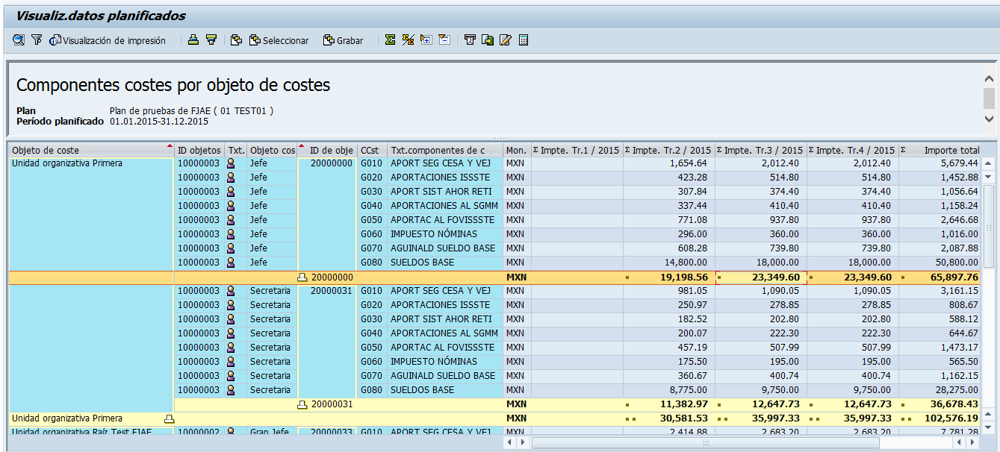 Visualiz.datos planificados
Visualización de impresión Seleccionar Grabar
Componentes costes por objeto de costes
Plan Plan de pruebas de FJAE ( 01 TEST01 )
Período planificado 01.01.2015-31.12.2015
Objeto de coste ID objetos Txt. Objeto cos ID de obje CCst Txt.componentes de c Mon. Σ Impte. Tr.1 / 2015 Σ Impte. Tr.2 / 2015 Σ Impte. Tr.3 / 2015 Σ Impte. Tr.4 / 2015 Σ Importe total
Unidad organizativa Primera 10000003 Jefe 20000000 G010 APORT SEG CESA Y VEJ MXN 1,654.64 2,012.40 2,012.40 5,679.44
10000003 Jefe G020 APORTACIONES ISSSTE MXN 423.28 514.80 514.80 1,452.88
10000003 Jefe G030 APORT SIST AHOR RETI MXN 307.84 374.40 374.40 1,056.64
10000003 Jefe G040 APORTACIONES AL SGMM MXN 337.44 410.40 410.40 1,158.24
10000003 Jefe G050 APORTAC AL FOVISSSTE MXN 771.08 937.80 937.80 2,646.68
10000003 Jefe G060 IMPUESTO NÓMINAS MXN 296.00 360.00 360.00 1,016.00
10000003 Jefe G070 AGUINALD SUELDO BASE MXN 608.28 739.80 739.80 2,087.88
10000003 Jefe G080 SUELDOS BASE MXN 14,800.00 18,000.00 18,000.00 50,800.00
20000000 MXN 19,198.56 23,349.60 23,349.60 65,897.76
10000003 Secretaria 20000031 G010 APORT SEG CESA Y VEJ MXN 981.05 1,090.05 1,090.05 3,161.15
10000003 Secretaria G020 APORTACIONES ISSSTE MXN 250.97 278.85 278.85 808.67
10000003 Secretaria G030 APORT SIST AHOR RETI MXN 182.52 202.80 202.80 588.12
10000003 Secretaria G040 APORTACIONES AL SGMM MXN 200.07 222.30 222.30 644.67
10000003 Secretaria G050 APORTAC AL FOVISSSTE MXN 457.19 507.99 507.99 1,473.17
10000003 Secretaria G060 IMPUESTO NÓMINAS MXN 175.50 195.00 195.00 565.50
10000003 Secretaria G070 AGUINALD SUELDO BASE MXN 360.67 400.74 400.74 1,162.15
10000003 Secretaria G080 SUELDOS BASE MXN 8,775.00 9,750.00 9,750.00 28,275.00
20000031 MXN 11,382.97 12,647.73 12,647.73 36,678.43
Unidad organizativa Primera MXN 30,581.53 35,997.33 35,997.33 102,576.19
Unidad organizativa Raíz Test FJAE 10000002 Gran Jefe 20000033 G010 APORT SEG CESA Y VEJ MXN 2,414.88 2,683.20 2,683.20 7,781.28